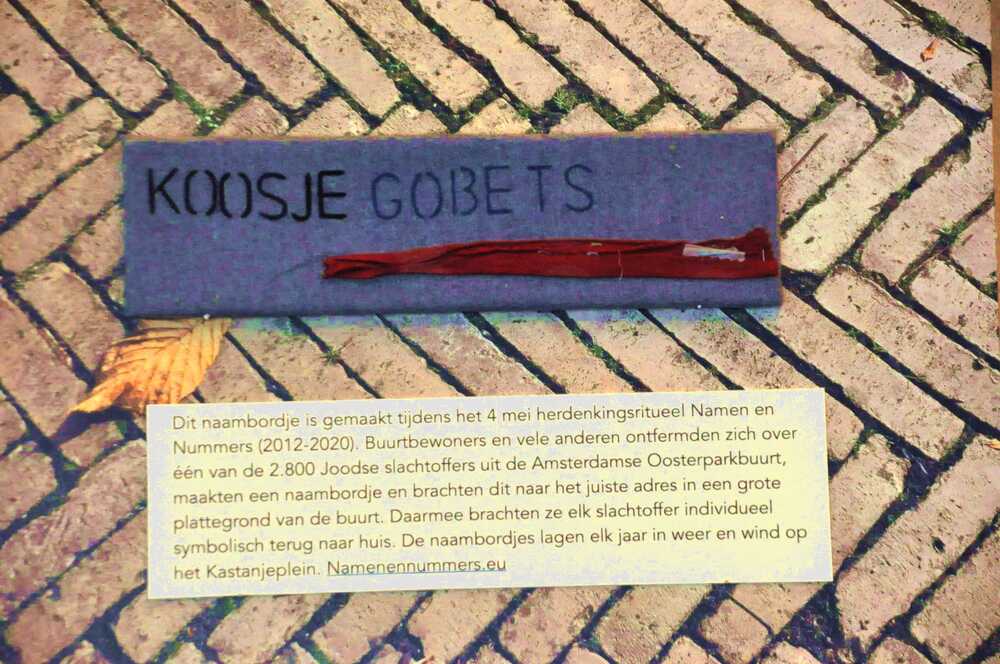 KOOSJE GOBETS
Dit naambordje is gemaakt tijdens het 4 mei herdenkingsritueel Namen en
Nummers (2012-2020). Buurtbewoners en vele anderen ontfermden zich over
één van de 2.800 Joodse slachtoffers uit de Amsterdamse Oosterparkbuurt,
maakten een naambordje en brachten dit naar het juiste adres in een grote
plattegrond van de buurt. Daarmee brachten ze elk slachtoffer individueel
symbolisch terug naar huis. De naambordjes lagen elk jaar in weer en wind op
het Kastanjeplein. Namenennummers.eu